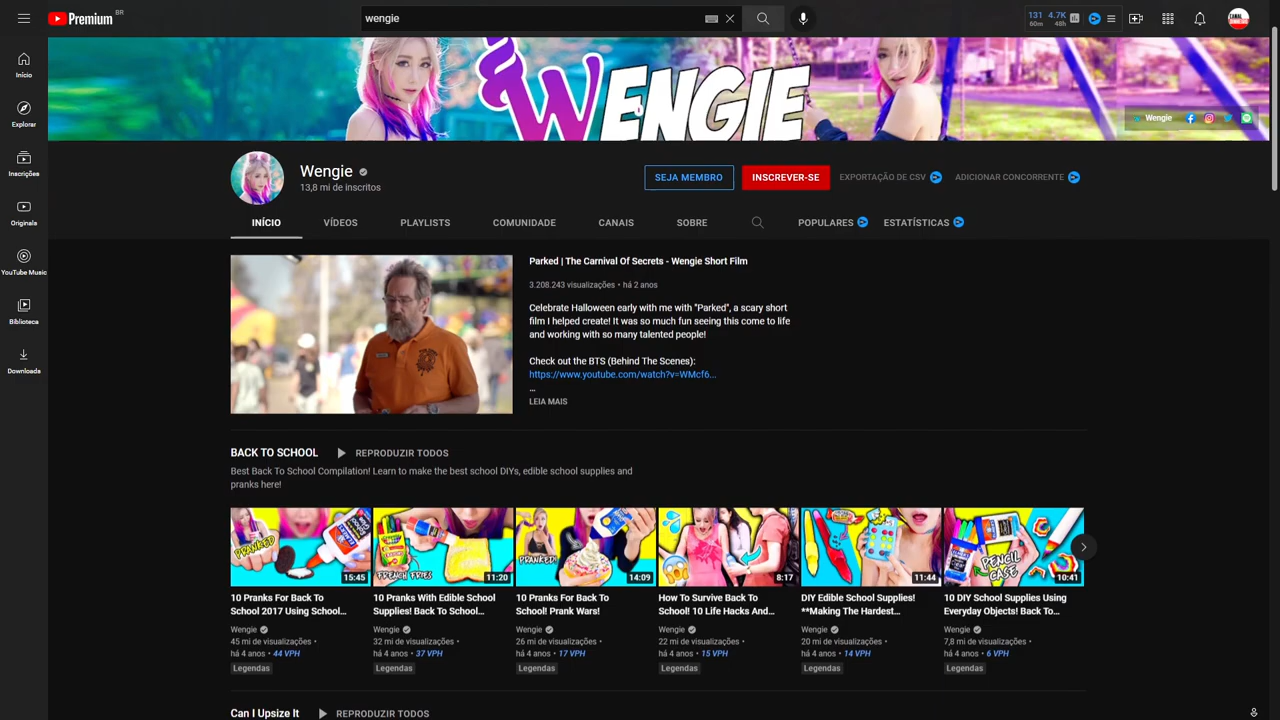 Premium BR
wengie
131 4.7K
60m 48h
WENGIE
Wengie
Início
Explorar
Inscrições
Originals
YouTube Music
Biblioteca
Downloads
Wengie
13,8 mi de inscritos
SEJA MEMBRO
INSCREVER-SE
EXPORTAÇÃO DE CSV
ADICIONAR CONCORRENTE
INÍCIO VÍDEOS PLAYLISTS COMUNIDADE CANAIS SOBRE POPULARES ESTATÍSTICAS
Parked | The Carnival Of Secrets - Wengie Short Film
3.208.243 visualizações • há 2 anos
Celebrate Halloween early with me with "Parked", a scary short
film I helped create! It was so much fun seeing this come to life
and working with so many talented people!
Check out the BTS (Behind The Scenes):
https://www.youtube.com/watch?v=WMcf6...
...
LEIA MAIS
BACK TO SCHOOL REPRODUZIR TODOS
Best Back To School Compilation! Learn to make the best school DIYs, edible school supplies and
pranks here!
PRANKED
15:45
10 Pranks For Back To
School 2017 Using School...
Wengie
45 mi de visualizações •
há 4 anos • 44 VPH
Legendas
FRENCH FRIES
11:20
10 Pranks With Edible School
Supplies! Back To School...
Wengie
32 mi de visualizações •
há 4 anos • 37 VPH
Legendas
PRANKED!
14:09
10 Pranks For Back To
School! Prank Wars!
Wengie
26 mi de visualizações •
há 4 anos • 17 VPH
Legendas
8:17
How To Survive Back To
School! 10 Life Hacks And...
Wengie
22 mi de visualizações •
há 4 anos • 15 VPH
Legendas
11:44
DIY Edible School Supplies!
**Making The Hardest...
Wengie
20 mi de visualizações •
há 4 anos • 14 VPH
Legendas
PENCIL
CASE
10:41
10 DIY School Supplies Using
Everyday Objects! Back To...
Wengie
7,8 mi de visualizações •
há 4 anos • 6 VPH
Legendas
Can I Upsize It REPRODUZIR TODOS